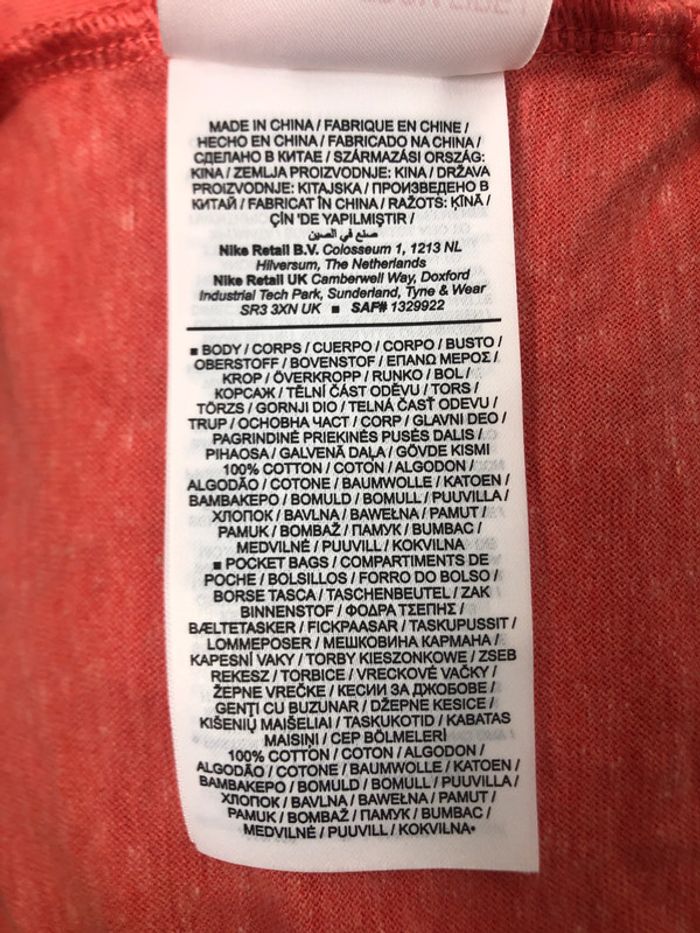 MADE IN CHINA / FABRIQUE EN CHINE /
HECHO EN CHINA / FABRICADO NA CHINA /
СДЕЛАНО В КИТАЕ / SZÁRMAZÁSI ORSZÁG:
KINA / ZEMLJA PROIZVODNJE: KINA / DRŽAVA
PROIZVODNJE: KITAJSKA / ПРОИЗВЕДЕНО В
КИТАЙ / FABRICAT ÎN CHINA / RAŽOTS: ĶĪNĀ /
ÇİN 'DE YAPILMIŞTIR /
صنع في الصين
Nike Retail B.V. Colosseum 1, 1213 NL
Hilversum, The Netherlands
Nike Retail UK Camberwell Way, Doxford
Industrial Tech Park, Sunderland, Tyne & Wear
SR3 3XN UK ■ SAF# 1329922
■ BODY / CORPS / CUERPO / CORPO / BUSTO /
OBERSTOFF / BOVENSTOF / ΕΠΑΝΩ ΜΕΡΟΣ /
KROP / ÖVERKROPP / RUNKO / BOL /
КОРСАЖ / TĚLNÍ ČÁST ODĚVU / TORS /
TÖRZS / GORNJI DIO / TELNÁ ČASŤ ODEVU /
TRUP / ОСНОВНА ЧАСТ / CORP / GLAVNI DEO /
PAGRINDINĖ PRIEKINĖS PUSĖS DALIS /
PIHAOSA / GALVENĀ DAĻA / GÖVDE KISMI
100% COTTON / COTON / ALGODON /
ALGODÃO / COTONE / BAUMWOLLE / KATOEN /
ΒΑΜΒΑΚΕΡΟ / BOMULD / BOMULL / PUUVILLA /
ХЛОПОК / BAVLNA / BAWEŁNA / PAMUT /
PAMUK / BOMBAŽ / ПАМУК / BUMBAC /
MEDVILNĖ / PUUVILL / KOKVILNA
■ POCKET BAGS / COMPARTIMENTS DE
POCHE / BOLSILLOS / FORRO DO BOLSO /
BORSE TASCA / TASCHENBEUTEL / ZAK
BINNENSTOF / ΦΟΔΡΑ ΤΣΕΠΗΣ /
BÆLTETASKER / FICKPAASAR / TASKUPUSSIT /
LOMMEPOSER / МЕШКОВИНА КАРМАНА /
KAPESNÍ VAKY / TORBY KIESZONKOWE / ZSEB
REKESZ / TORBICE / VRECKOVÉ VAČKY /
ŽEPNE VREČKE / КЕСИИ ЗА ДЖОБОВЕ /
GENŢI CU BUZUNAR / DŽEPNE KESICE /
KIŠENIŲ MAIŠELIAI / TASKUKOTID / KABATAS
MAISIŅI / CEP BÖLMELERİ
100% COTTON / COTON / ALGODON /
ALGODÃO / COTONE / BAUMWOLLE / KATOEN /
ΒΑΜΒΑΚΕΡΟ / BOMULD / BOMULL / PUUVILLA /
ХЛОПОК / BAVLNA / BAWEŁNA / PAMUT /
PAMUK / BOMBAŽ / ПАМУК / BUMBAC /
MEDVILNĖ / PUUVILL / KOKVILNA•